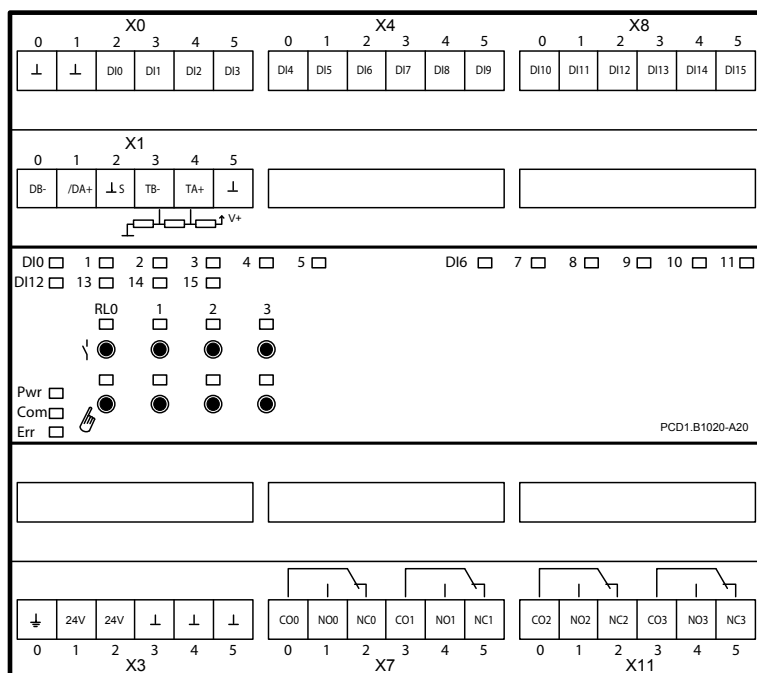 X0 X4 X8
0 1 2 3 4 5 0 1 2 3 4 5 0 1 2 3 4 5
⊥ ⊥ DI0 DI1 DI2 DI3 DI4 DI5 DI6 DI7 DI8 DI9 DI10 DI11 DI12 DI13 DI14 DI15
X1
0 1 2 3 4 5
DB- /DA+ ⊥ S TB- TA+ ⊥
V+
DI0 1 2 3 4 5 DI6 7 8 9 10 11
DI12 13 14 15
RL0 1 2 3
Pwr
Com
Err
PCD1.B1020-A20
24V 24V ⊥ ⊥ ⊥ CO0 NO0 NC0 CO1 NO1 NC1 CO2 NO2 NC2 CO3 NO3 NC3
0 1 2 3 4 5 0 1 2 3 4 5 0 1 2 3 4 5
X3 X7 X11